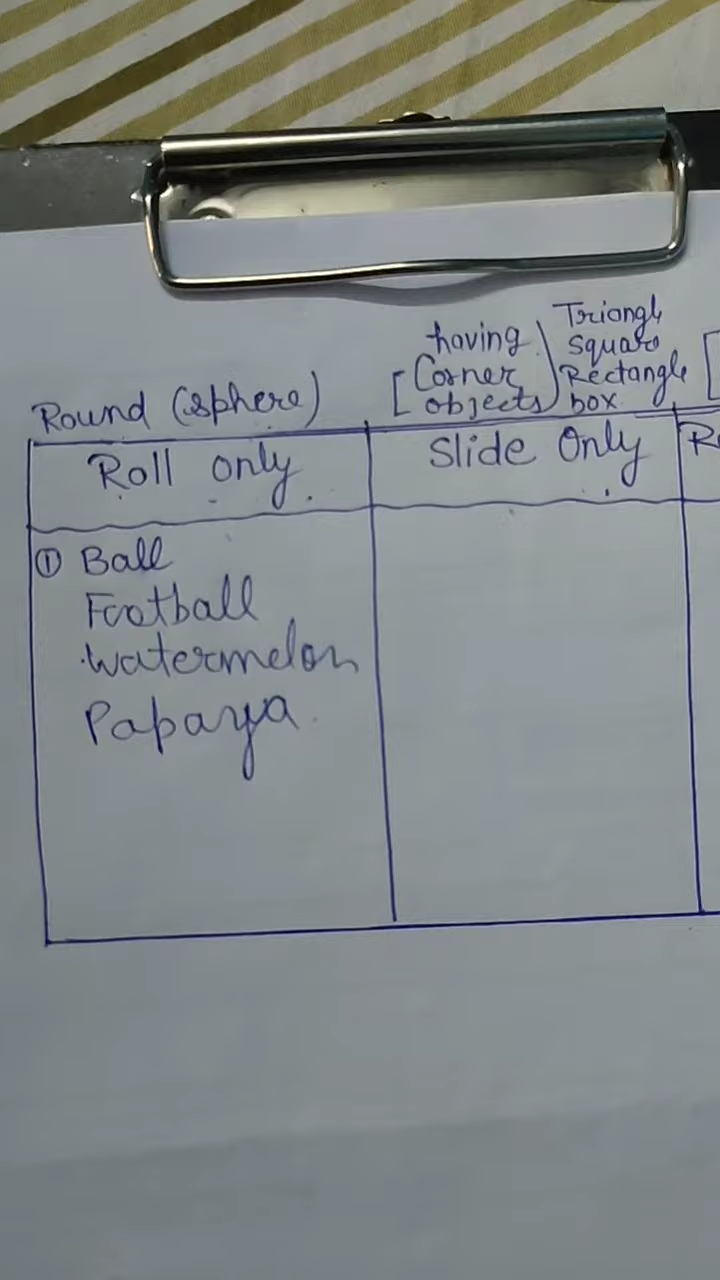 Round (sphere)
[ having Corner objects
Triangle
Square
Rectangle
box
[
Roll only
Slide Only
① Ball
Football
Watermelon
Papaya